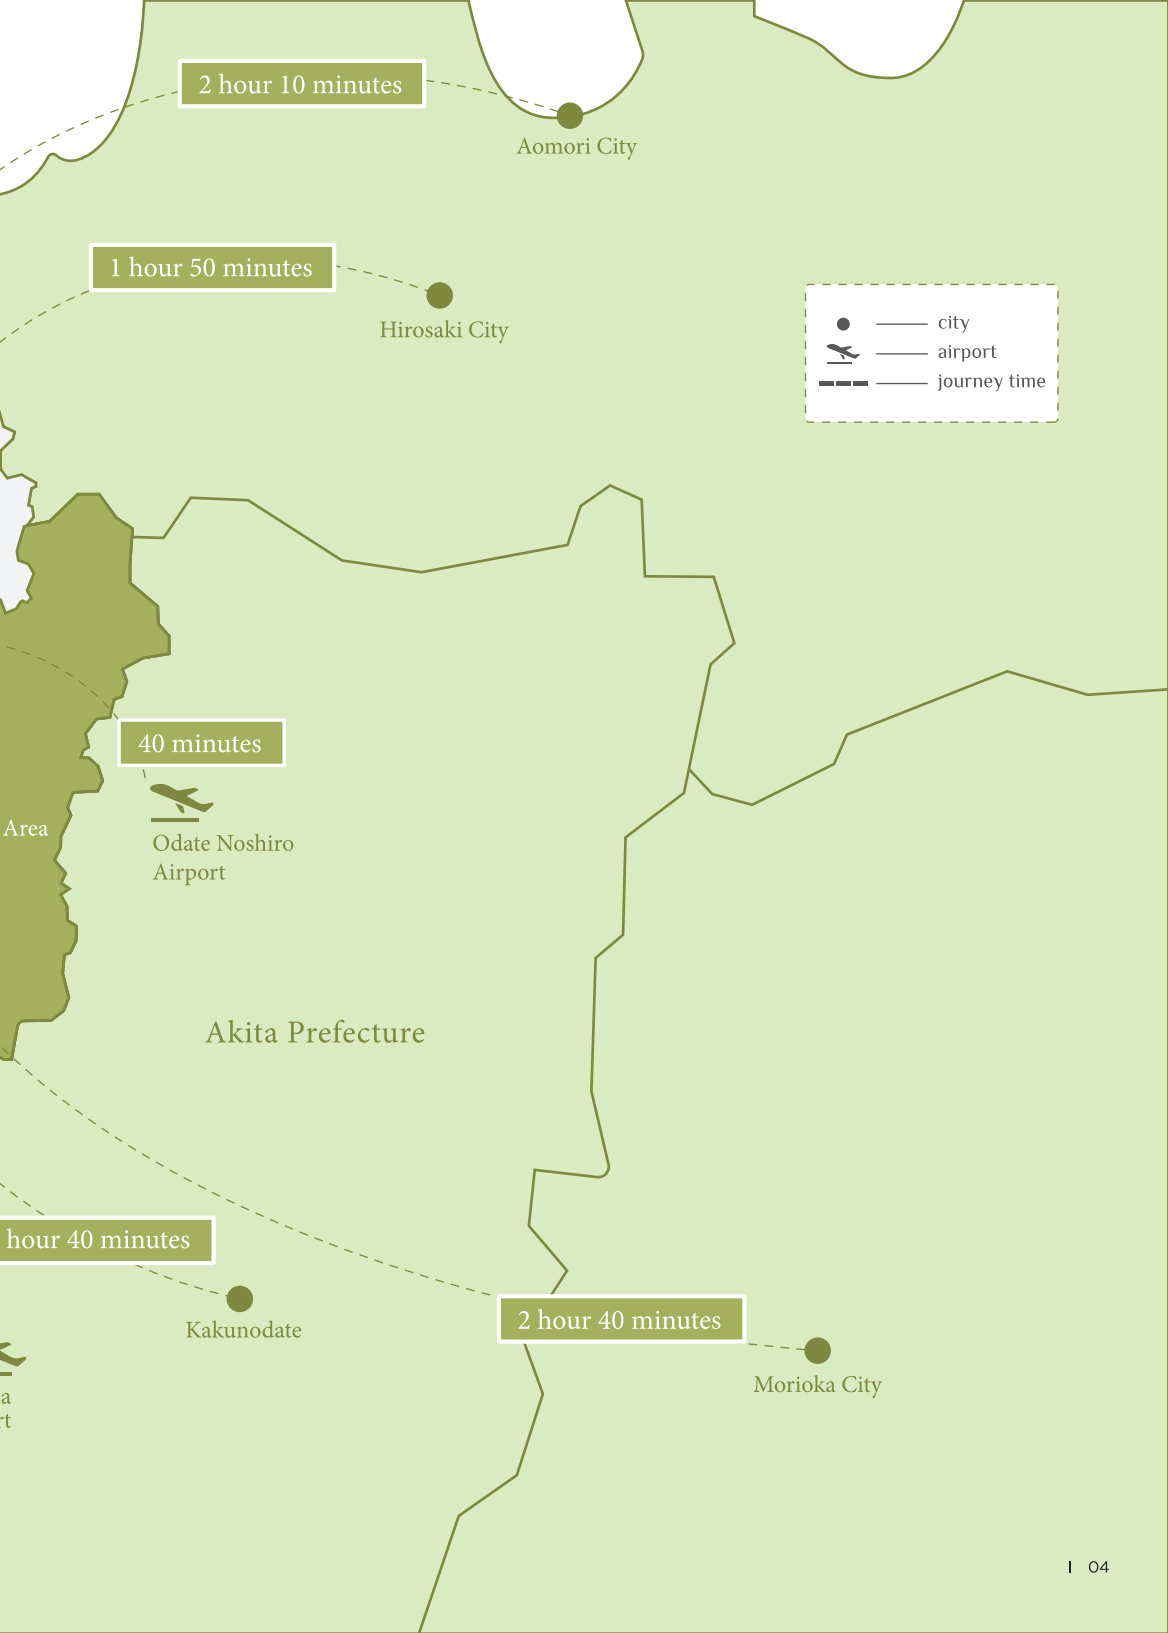 2 hour 10 minutes
Aomori City
1 hour 50 minutes
Hirosaki City
city
airport
journey time
40 minutes
Area
Odate Noshiro
Airport
Akita Prefecture
hour 40 minutes
Kakunodate
2 hour 40 minutes
Morioka City
a
rt
04